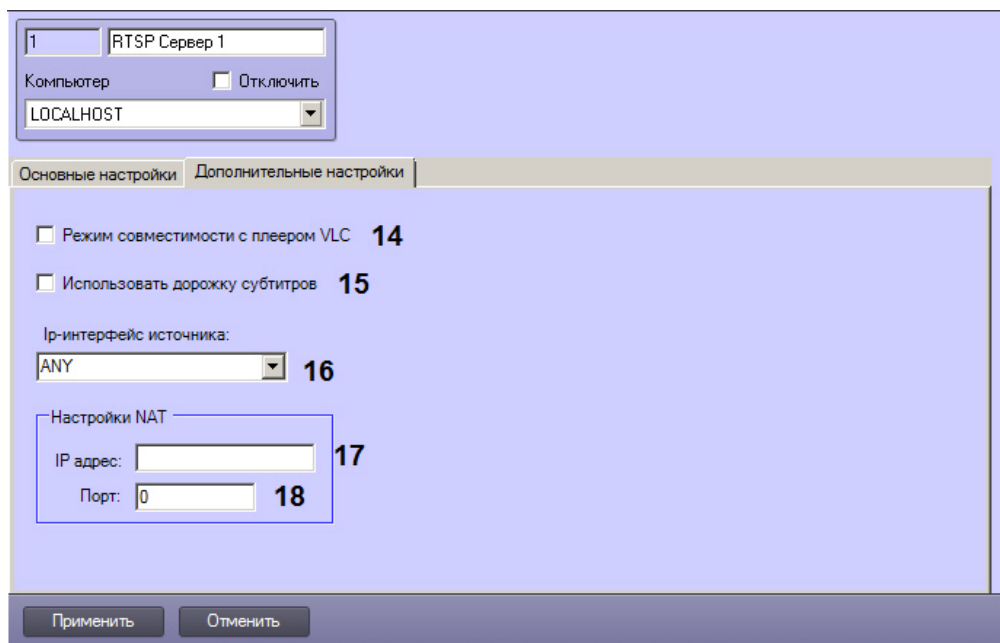 1 RTSP Сервер 1
Компьютер Отключить
LOCALHOST
Основные настройки Дополнительные настройки
Режим совместимости с плеером VLC 14
Использовать дорожку субтитров 15
Ip-интерфейс источника:
ANY 16
Настройки NAT
IP адрес: 17
Порт: 0 18
Применить Отменить